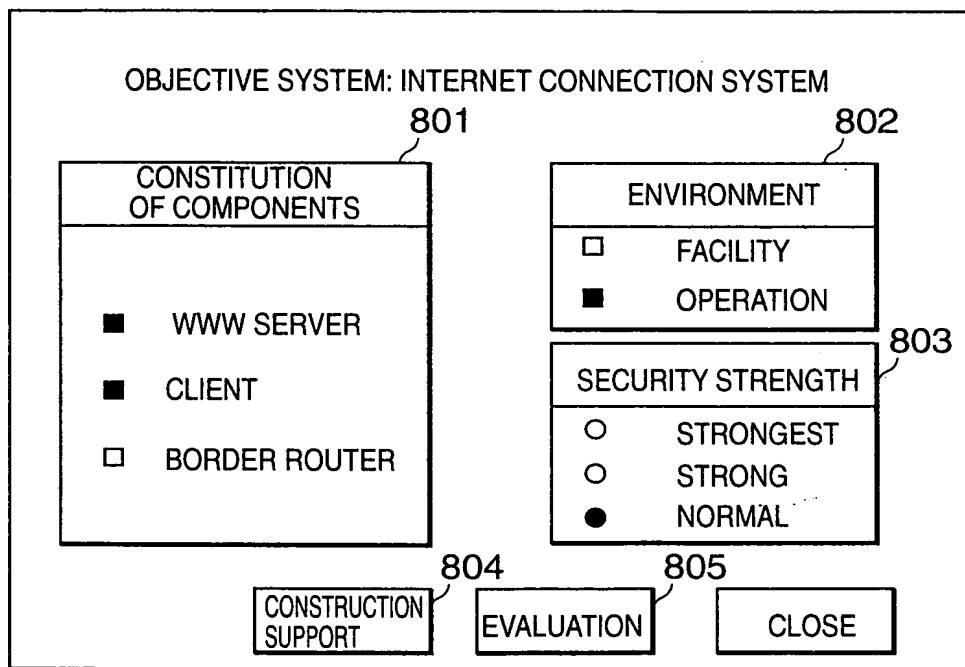 OBJECTIVE SYSTEM: INTERNET CONNECTION SYSTEM
801
CONSTITUTION
OF COMPONENTS
WWW SERVER
CLIENT
BORDER ROUTER
802
ENVIRONMENT
FACILITY
OPERATION
803
SECURITY STRENGTH
STRONGEST
STRONG
NORMAL
804
CONSTRUCTION
SUPPORT
805
EVALUATION
CLOSE